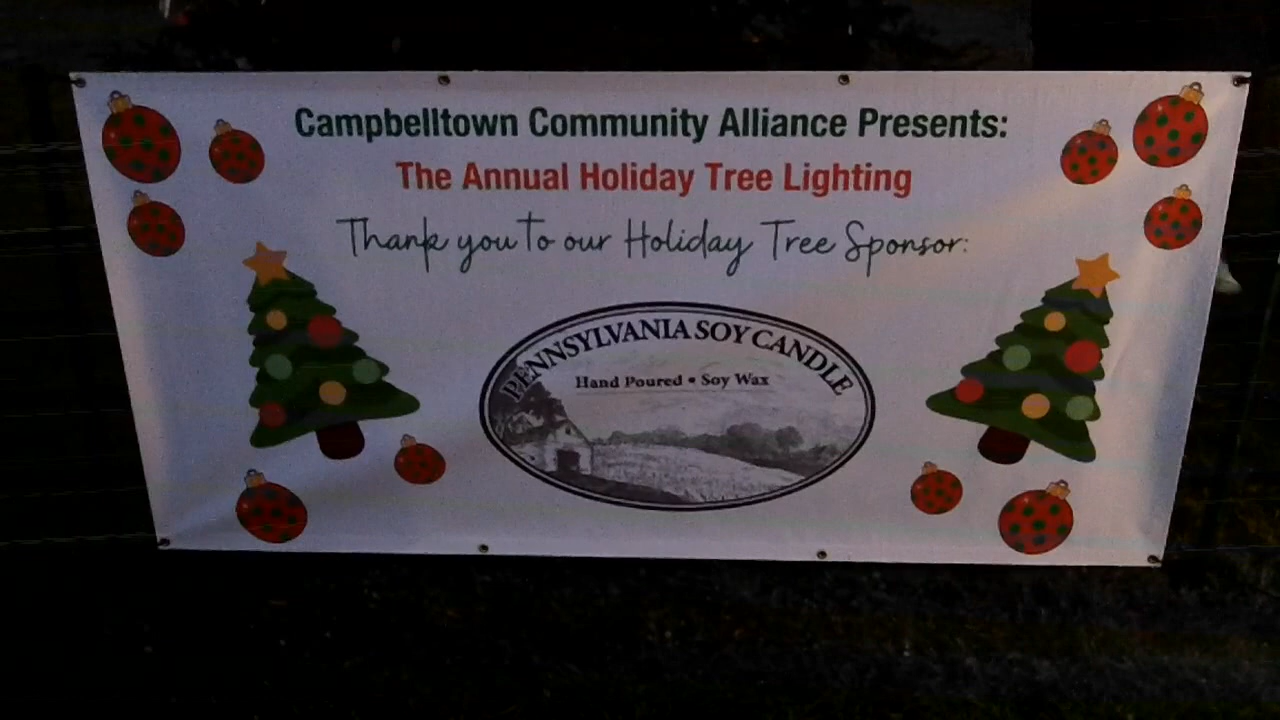 Campbelltown Community Alliance Presents:
The Annual Holiday Tree Lighting
Thank you to our Holiday Tree Sponsor:
PENNSYLVANIA SOY CANDLE
Hand Poured • Soy Wax